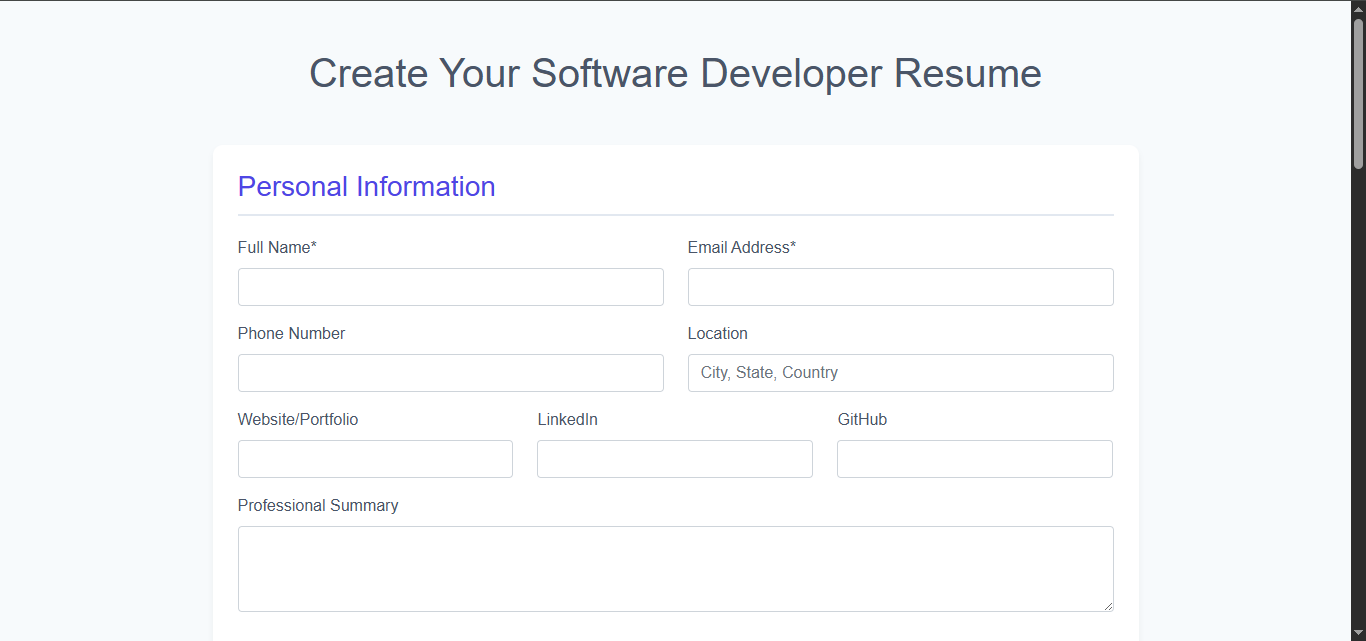 Create Your Software Developer Resume
Personal Information
Full Name* Email Address*
Phone Number Location
City, State, Country
Website/Portfolio LinkedIn GitHub
Professional Summary